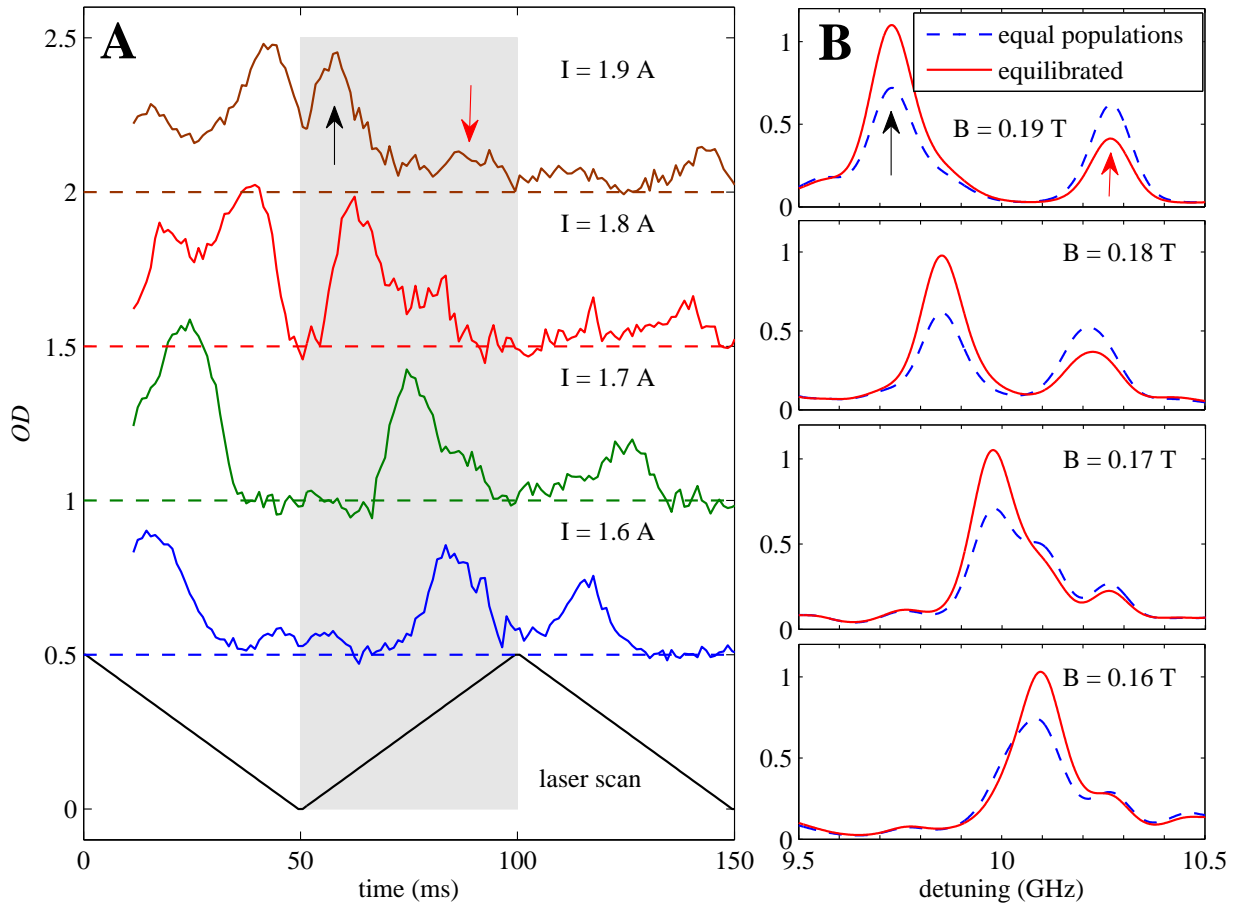 A
I = 1.9 A
I = 1.8 A
I = 1.7 A
I = 1.6 A
laser scan
OD
2.5
2
1.5
1
0.5
0
0 50 100 150
time (ms)
B
equal populations
equilibrated
B = 0.19 T
1
0.5
0
B = 0.18 T
1
0.5
0
B = 0.17 T
1
0.5
0
B = 0.16 T
1
0.5
0
9.5 10 10.5
detuning (GHz)